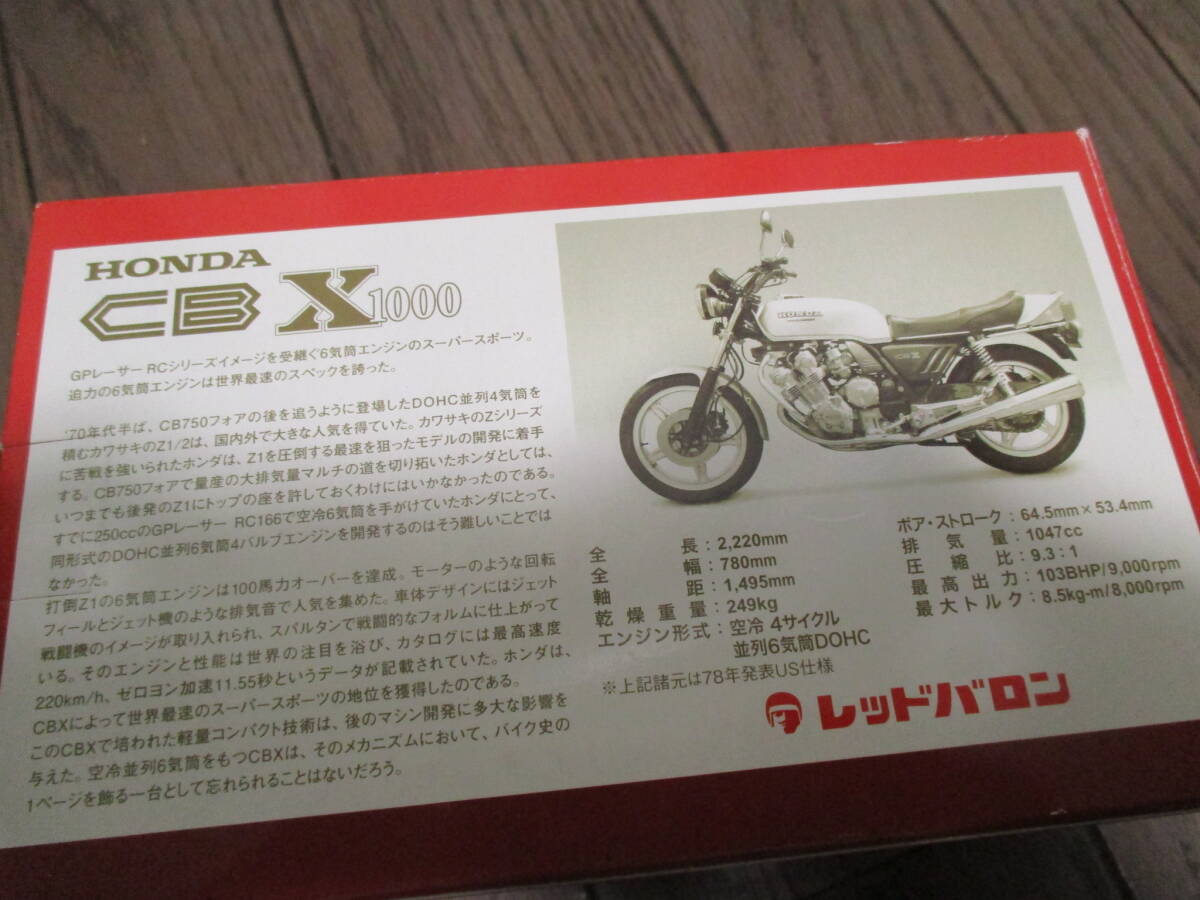 HONDA
CBX1000
GPレーサー RCシリーズイメージを受継ぐ6気筒エンジンのスーパースポーツ。
迫力の6気筒エンジンは世界最速のスペックを誇った。
'70年代半ば、CB750フォアの後を追うように登場したDOHC並列4気筒を
積むカワサキのZ1/2は、国内外で大きな人気を得ていた。カワサキのZシリーズ
に苦戦を強いられたホンダは、Z1を圧倒する最速を狙ったモデルの開発に着手
する。CB750フォアで量産の大排気量マルチの道を切り拓いたホンダとしては、
いつまでも後発のZ1にトップの座を許しておくわけにはいかなかったのである。
すでに250ccのGPレーサー RC166で空冷6気筒を手がけていたホンダにとって、
同形式のDOHC並列6気筒4バルブエンジンを開発するのはそう難しいことでは
なかった。
打倒Z1の6気筒エンジンは100馬力オーバーを達成。モーターのような回転
フィールとジェット機のような排気音で人気を集めた。車体デザインにはジェット
戦闘機のイメージが取り入れられ、スパルタンで戦闘的なフォルムに仕上がって
いる。そのエンジンと性能は世界の注目を浴び、カタログには最高速度
220km/h、ゼロヨン加速11.55秒というデータが記載されていた。ホンダは、
CBXによって世界最速のスーパースポーツの地位を獲得したのである。
このCBXで培われた軽量コンパクト技術は、後のマシン開発に多大な影響を
与えた。空冷並列6気筒をもつCBXは、そのメカニズムにおいて、バイク史の
1ページを飾る一台として忘れられることはないだろう。
HONDA
CBX
全長：2,220mm
全幅：780mm
軸距：1,495mm
乾燥重量：249kg
エンジン形式：空冷 4サイクル
並列6気筒DOHC
ボア・ストローク：64.5mm×53.4mm
排気量：1047cc
圧縮比：9.3：1
最高出力：103BHP/9,000rpm
最大トルク：8.5kg-m/8,000rpm
※上記諸元は78年発表US仕様
レッドバロン